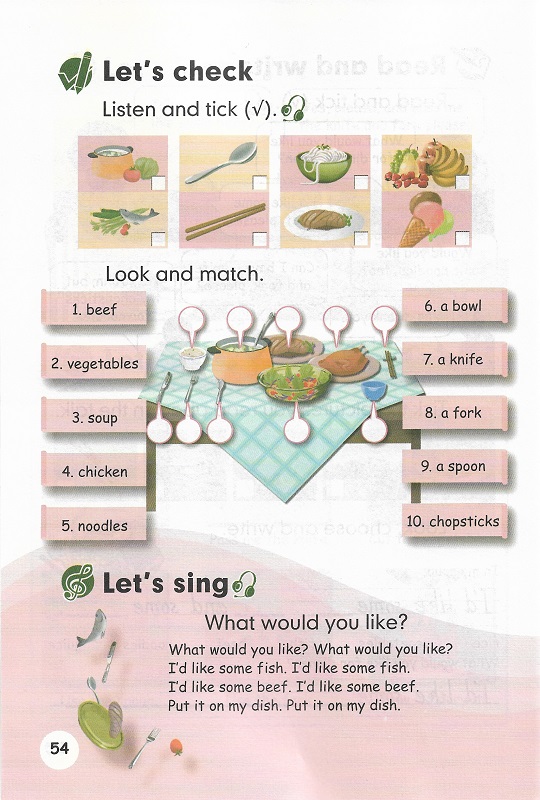 Let's check
Listen and tick (√).
Look and match.
1. beef
2. vegetables
3. soup
4. chicken
5. noodles
6. a bowl
7. a knife
8. a fork
9. a spoon
10. chopsticks
Let's sing
What would you like?
What would you like? What would you like?
I'd like some fish. I'd like some fish.
I'd like some beef. I'd like some beef.
Put it on my dish. Put it on my dish.
54